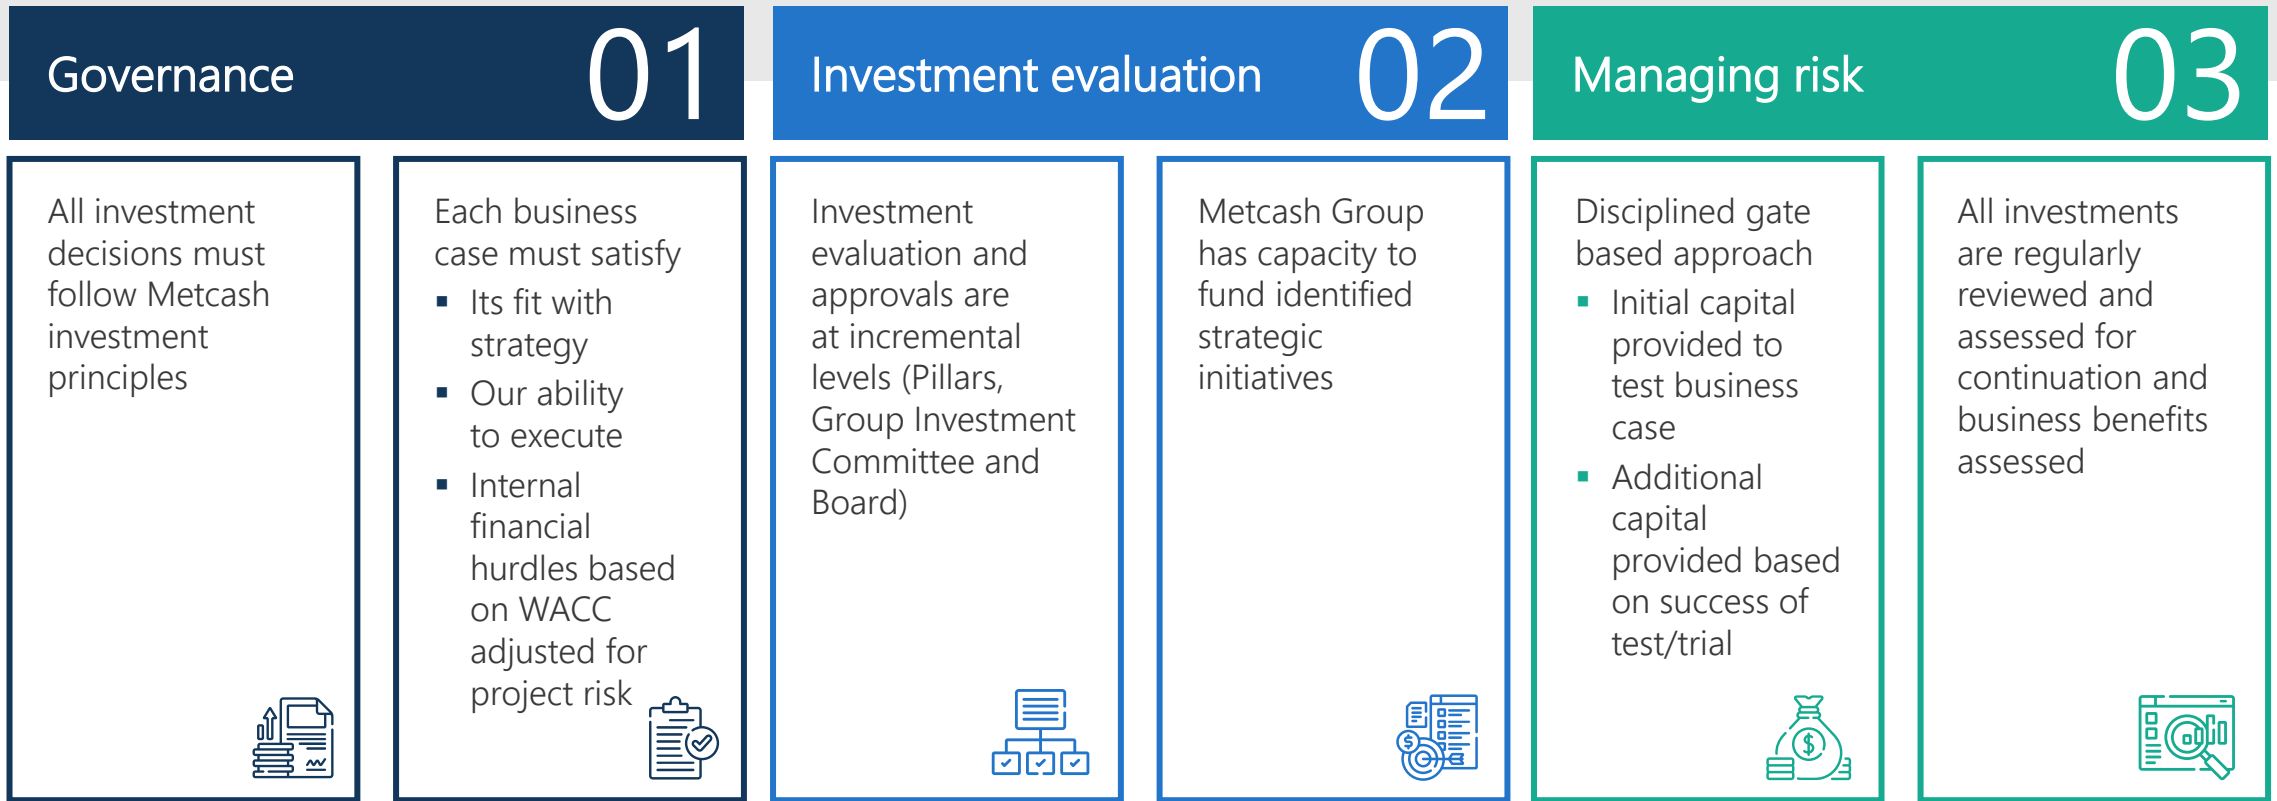 Governance 01
All investment
decisions must
follow Metcash
investment
principles
Each business
case must satisfy
▪ Its fit with
strategy
▪ Our ability
to execute
▪ Internal
financial
hurdles based
on WACC
adjusted for
project risk
Investment evaluation 02
Investment
evaluation and
approvals are
at incremental
levels (Pillars,
Group Investment
Committee and
Board)
Metcash Group
has capacity to
fund identified
strategic
initiatives
$
Managing risk 03
Disciplined gate
based approach
▪ Initial capital
provided to
test business
case
▪ Additional
capital
provided based
on success of
test/trial
$
All investments
are regularly
reviewed and
assessed for
continuation and
business benefits
assessed